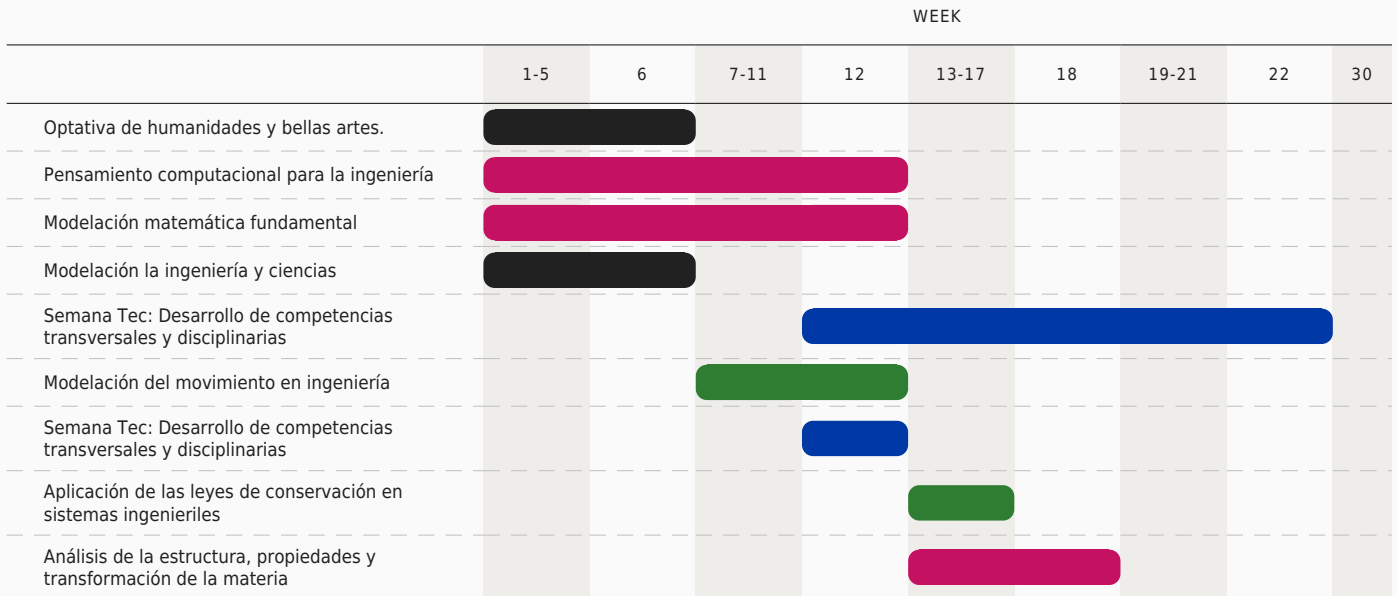 WEEK
1-5 6 7-11 12 13-17 18 19-21 22 30
Optativa de humanidades y bellas artes.
Pensamiento computacional para la ingeniería
Modelación matemática fundamental
Modelación la ingeniería y ciencias
Semana Tec: Desarrollo de competencias
transversales y disciplinarias
Modelación del movimiento en ingeniería
Semana Tec: Desarrollo de competencias
transversales y disciplinarias
Aplicación de las leyes de conservación en
sistemas ingenieriles
Análisis de la estructura, propiedades y
transformación de la materia